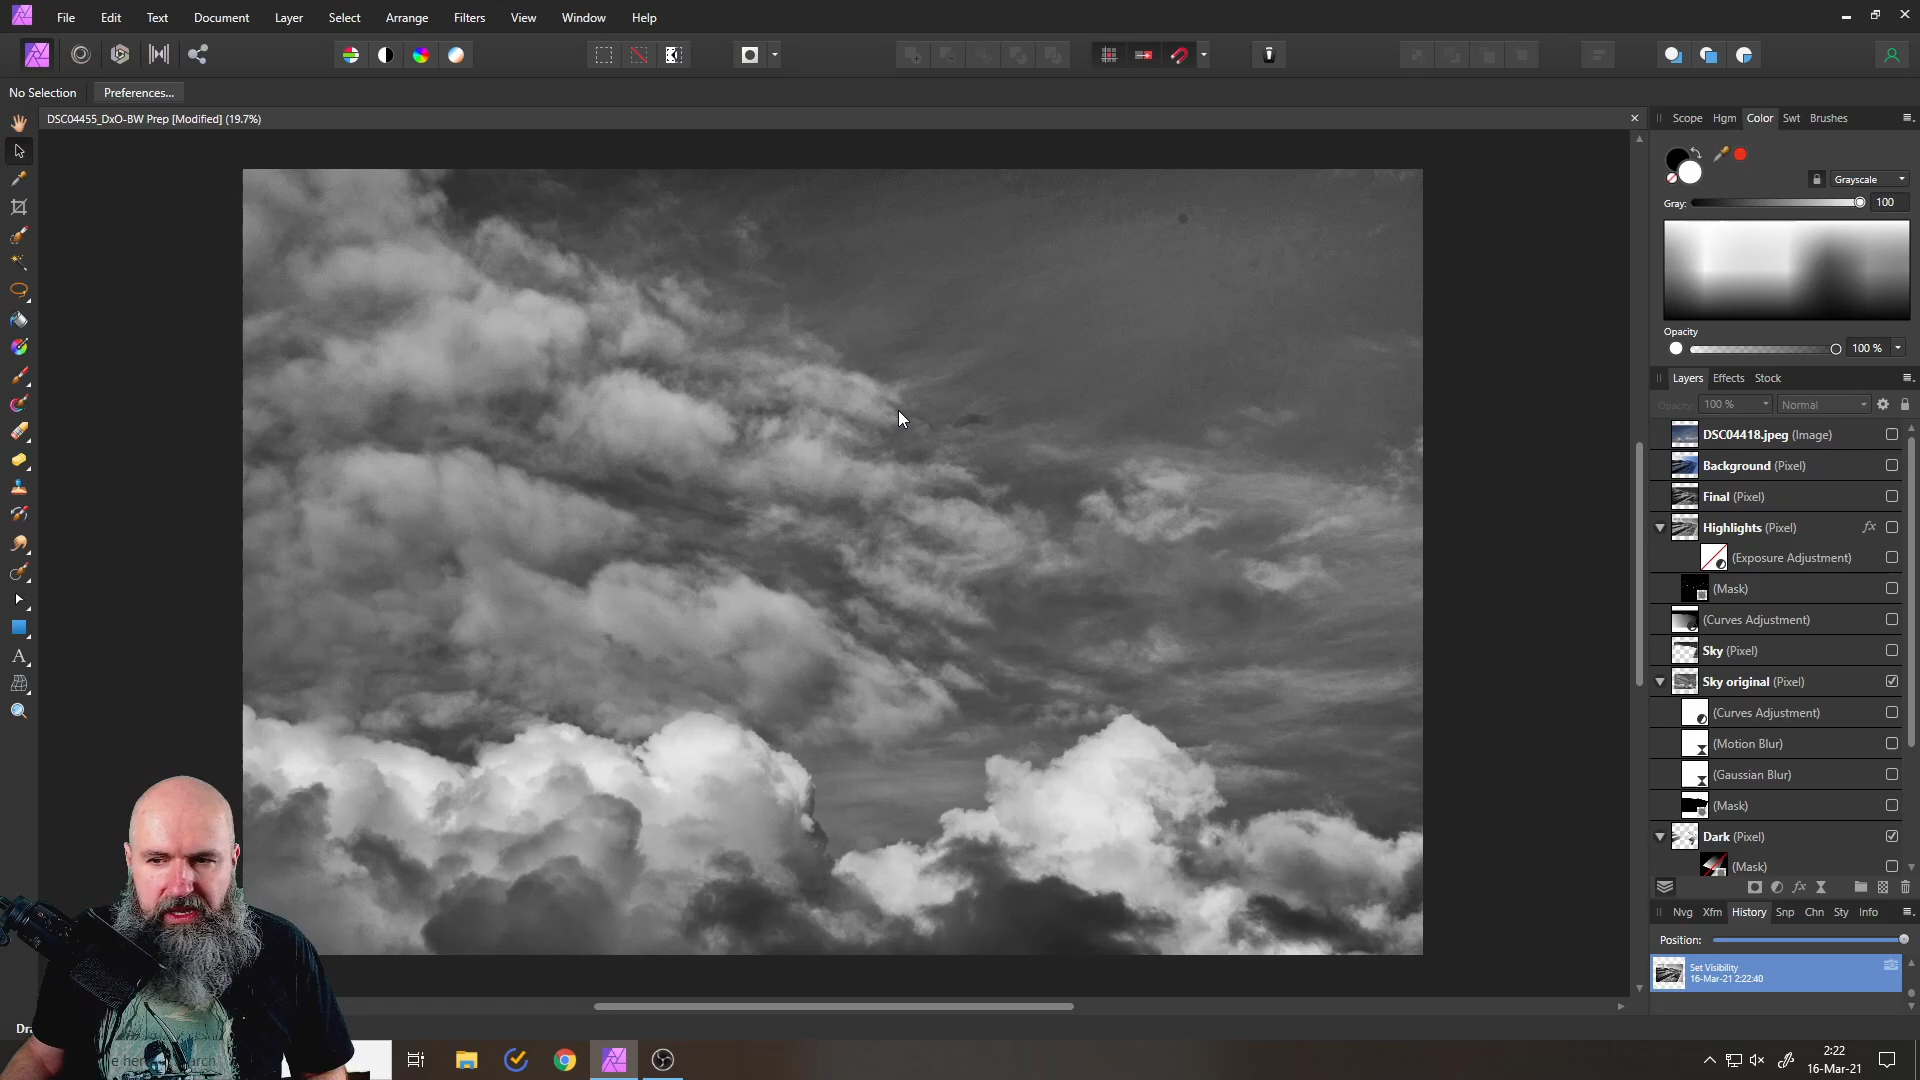 File Edit Text Document Layer Select Arrange Filters View Window Help
No Selection Preferences...
DSC04455_DxO-BW Prep [Modified] (19.7%)
Scope Hgm Color Swt Brushes
Grayscale
Gray: 100
Opacity
100 %
Layers Effects Stock
Opacity: 100 % Normal
DSC04418.jpeg (Image)
Background (Pixel)
Final (Pixel)
Highlights (Pixel) fx
(Exposure Adjustment)
(Mask)
(Curves Adjustment)
Sky (Pixel)
Sky original (Pixel)
(Curves Adjustment)
(Motion Blur)
(Gaussian Blur)
(Mask)
Dark (Pixel)
(Mask)
fx
Nvg Xfm History Snp Chn Sty Info
Position:
Set Visibility
16-Mar-21 2:22:40
2:22
16-Mar-21